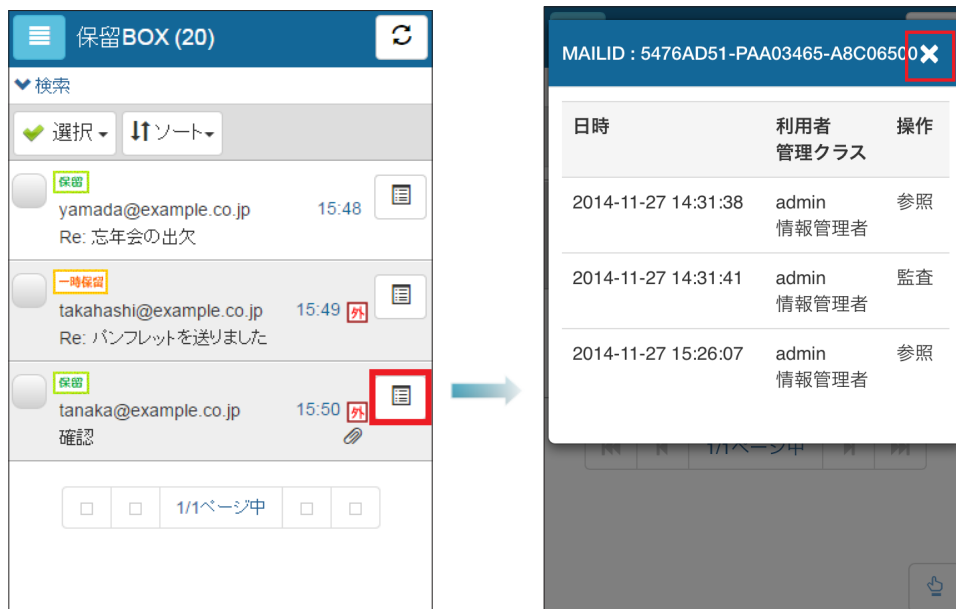 保留BOX (20)
検索
選択
ソート
保留
yamada@example.co.jp 15:48
Re: 忘年会の出欠
一時保留
takahashi@example.co.jp 15:49 外
Re: パンフレットを送りました
保留
tanaka@example.co.jp 15:50 外
確認
1/1ページ中
MAILID : 5476AD51-PAA03465-A8C06500
日時 利用者 操作
管理クラス
2014-11-27 14:31:38 admin 参照
情報管理者
2014-11-27 14:31:41 admin 監査
情報管理者
2014-11-27 15:26:07 admin 参照
情報管理者
1/1ページ中